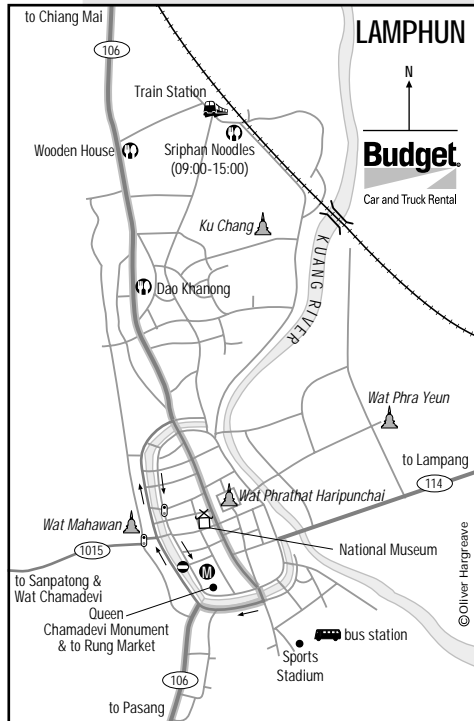 to Chiang Mai
LAMPHUN
106
N
Train Station
Wooden House
Sriphan Noodles
(09:00-15:00)
Budget®
Car and Truck Rental
Ku Chang
KUANG RIVER
Dao Khanong
Wat Phra Yeun
to Lampang
114
Wat Phrathat Haripunchai
Wat Mahawan
National Museum
1015
to Sanpatong &
Wat Chamadevi
M
Queen
Chamadevi Monument
& to Rung Market
bus station
Sports
Stadium
106
to Pasang
©Oliver Hargreave